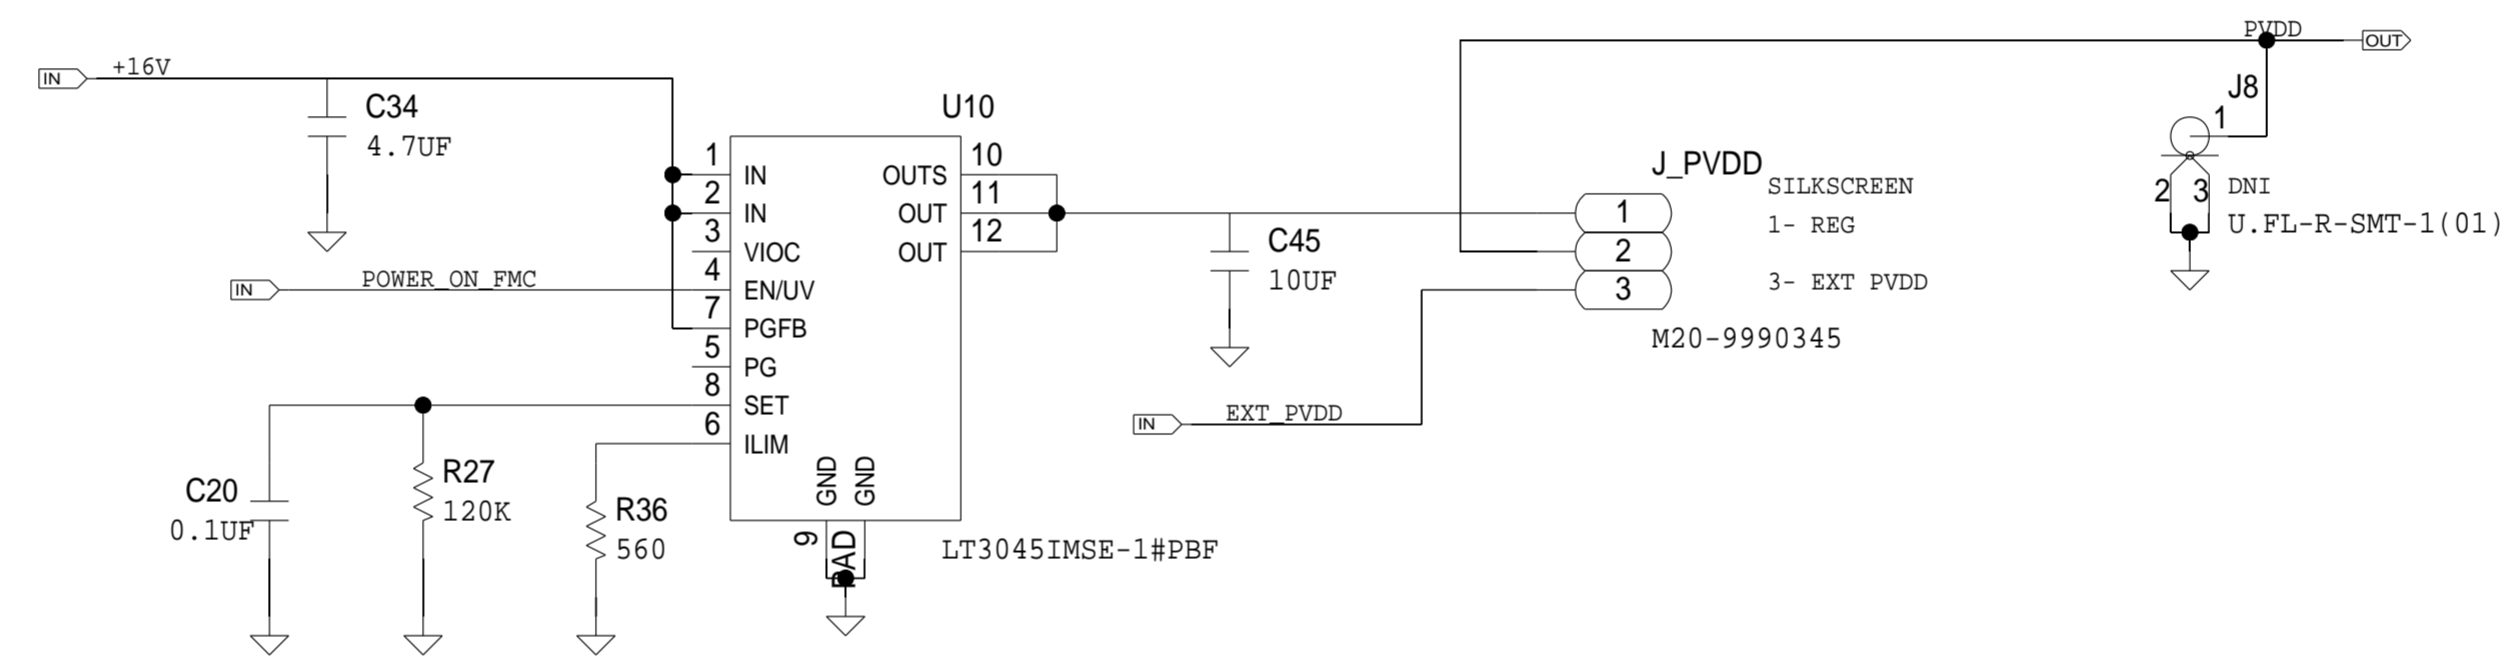 PVDD
OUT
IN
+16V
C34
4.7UF
U10
J8
1
2
3
DNI
U.FL-R-SMT-1(01)
1
IN
2
IN
3
VIOC
4
EN/UV
7
PGFB
5
PG
8
SET
6
ILIM
OUTS
10
OUT
11
OUT
12
GND
GND
9
PAD
LT3045IMSE-1#PBF
IN
POWER_ON_FMC
C20
0.1UF
R27
120K
R36
560
C45
10UF
J_PVDD
SILKSCREEN
1- REG
3- EXT PVDD
1
2
3
M20-9990345
IN
EXT_PVDD